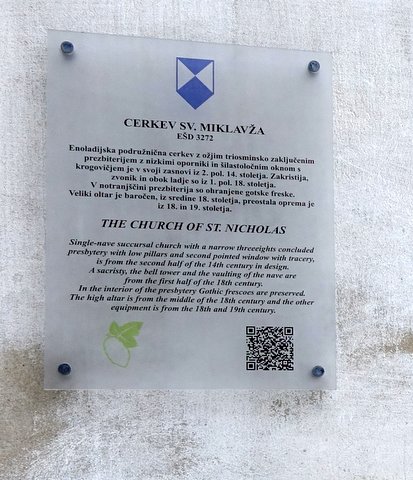 CERKEV SV. MIKLAVŽA
EŠD 3272
Enoladijska podružnična cerkev z ožjim triosminsko zaključenim
prezbiterijem z nizkimi oporniki in šilastoločnim oknom s
krogovičjem je v svoji zasnovi iz 2. pol. 14. stoletja. Zakristija,
zvonik in obok ladje so iz 1. pol. 18. stoletja.
V notranjščini prezbiterija so ohranjene gotske freske.
Veliki oltar je baročen, iz sredine 18. stoletja, preostala oprema je
iz 18. in 19. stoletja.
THE CHURCH OF ST. NICHOLAS
Single-nave succursal church with a narrow threeeights concluded
presbytery with low pillars and second pointed window with tracery,
is from the second half of the 14th century in design.
A sacristy, the bell tower and the vaulting of the nave are
from the first half of the 18th century.
In the interior of the presbytery Gothic frescoes are preserved.
The high altar is from the middle of the 18th century and the other
equipment is from the 18th and 19th century.